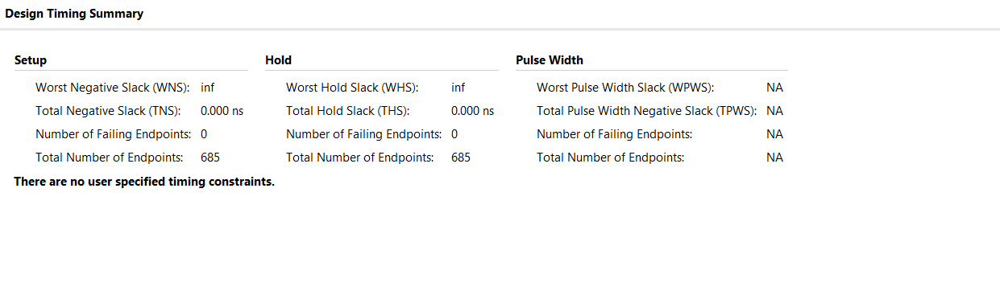 Design Timing Summary
Setup Hold Pulse Width
Worst Negative Slack (WNS): inf Worst Hold Slack (WHS): inf Worst Pulse Width Slack (WPWS): NA
Total Negative Slack (TNS): 0.000 ns Total Hold Slack (THS): 0.000 ns Total Pulse Width Negative Slack (TPWS): NA
Number of Failing Endpoints: 0 Number of Failing Endpoints: 0 Number of Failing Endpoints: NA
Total Number of Endpoints: 685 Total Number of Endpoints: 685 Total Number of Endpoints: NA
There are no user specified timing constraints.